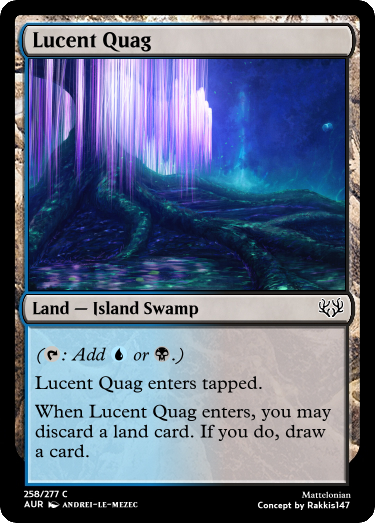 Lucent Quag
Land — Island Swamp
(: Add or .)
Lucent Quag enters tapped.
When Lucent Quag enters, you may
discard a land card. If you do, draw
a card.
258/277 C
Mattelonian
AUR ANDREI-LE-MEZEC
Concept by Rakkis147